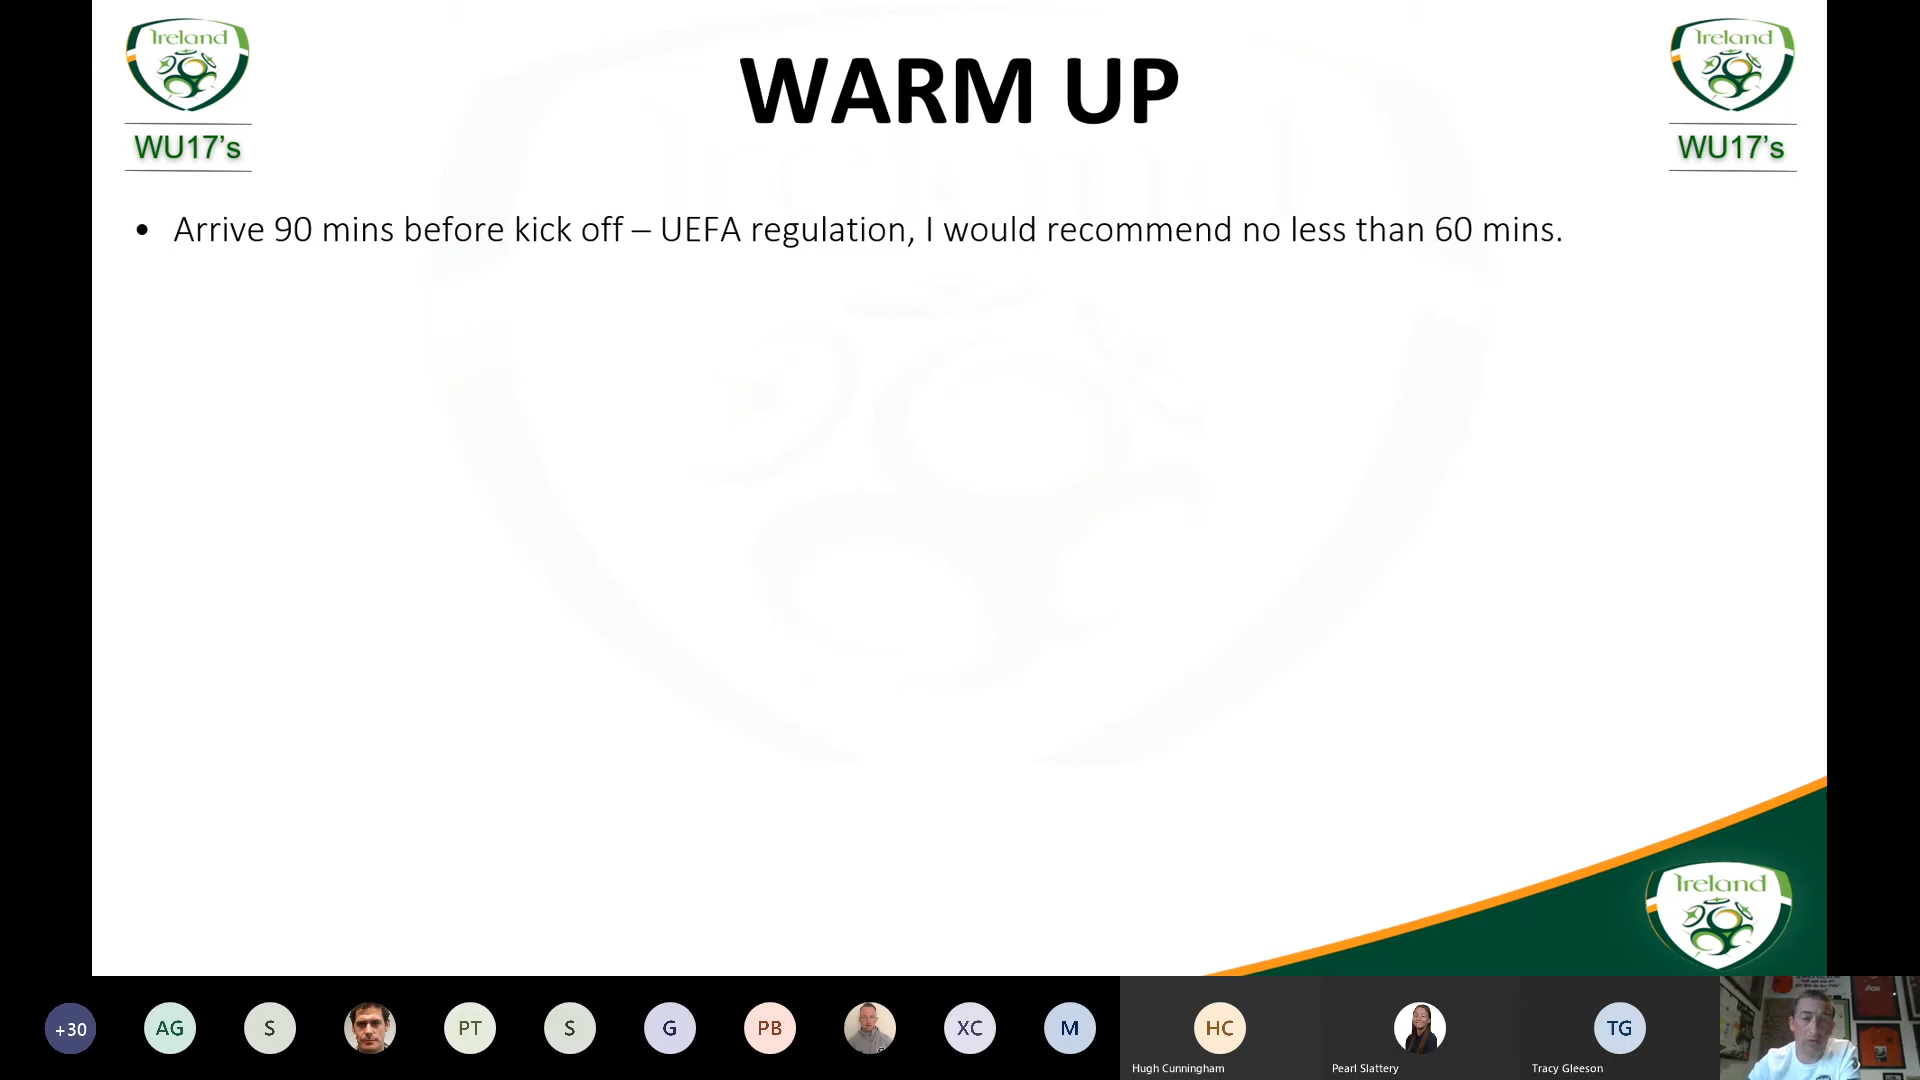 Ireland
WU17’s
WARM UP
Ireland
WU17’s
• Arrive 90 mins before kick off – UEFA regulation, I would recommend no less than 60 mins.
Ireland
+30
AG
S
PT
S
G
PB
XC
M
HC
Hugh Cunningham
Pearl Slattery
TG
Tracy Gleeson
AON